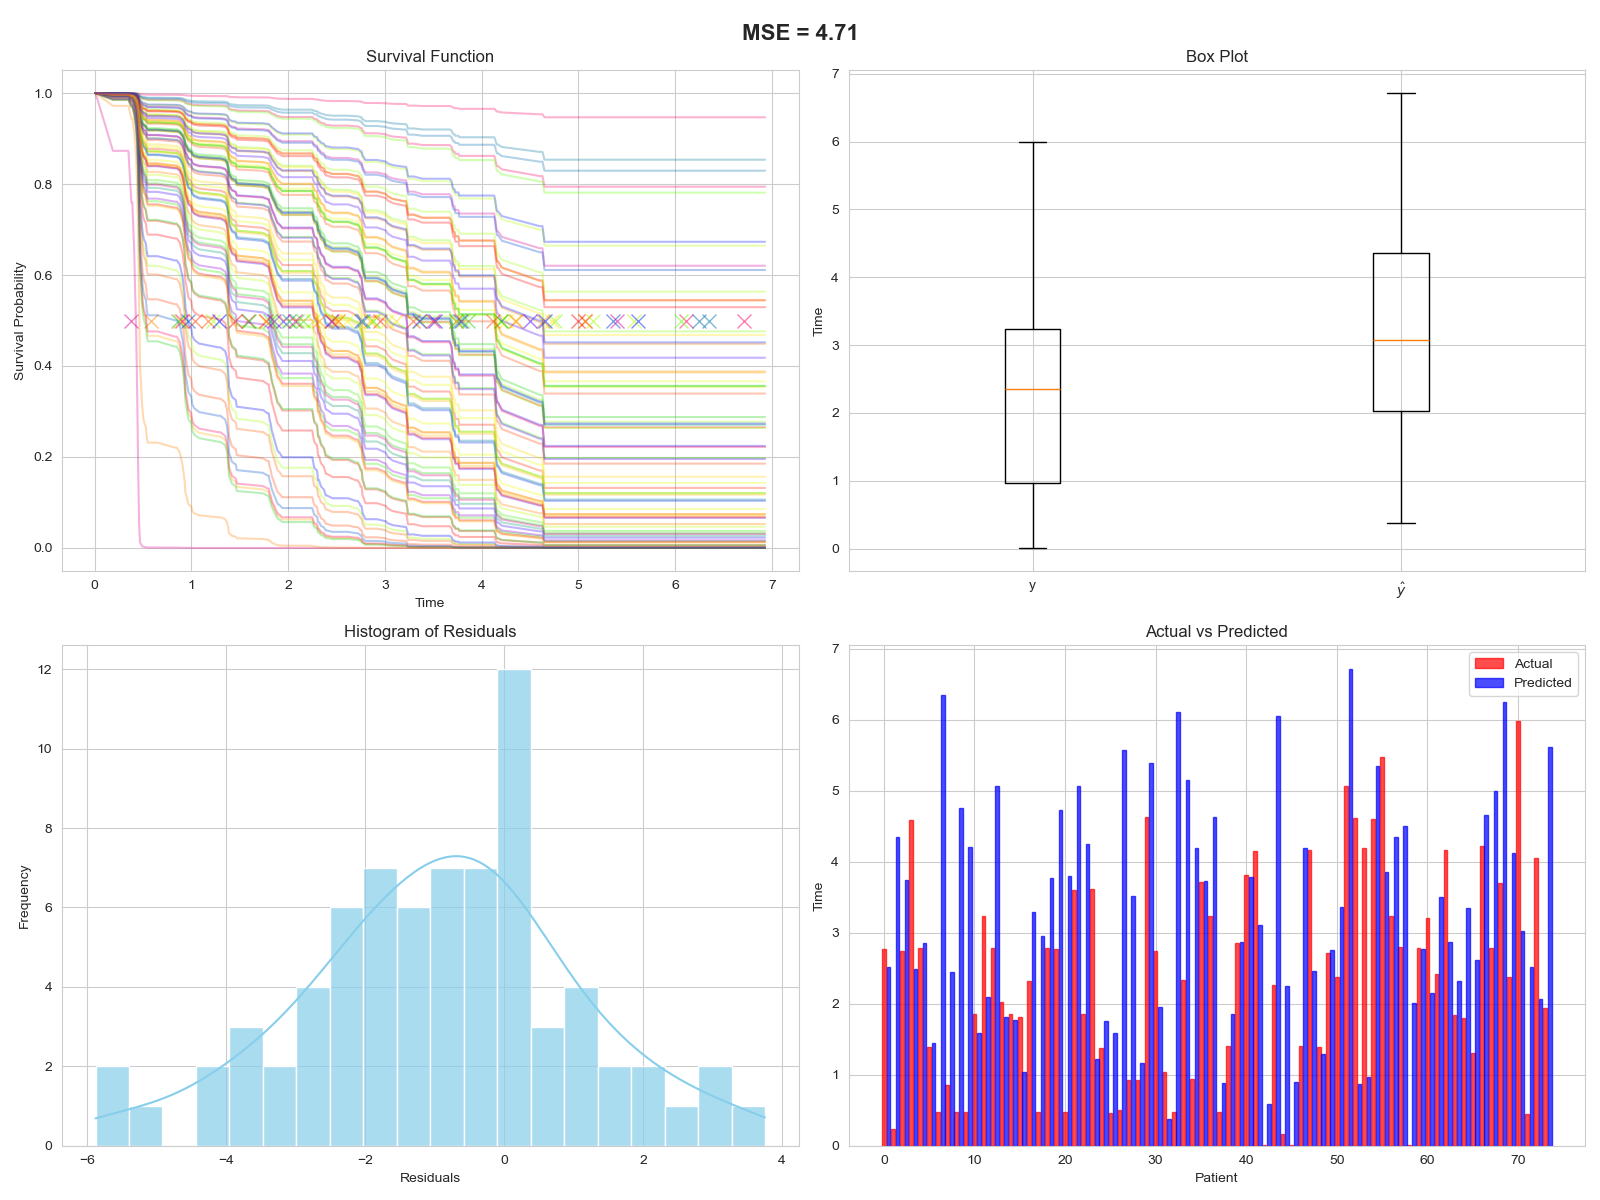 MSE = 4.71
Survival Function
1.0
0.8
0.6
0.4
0.2
0.0
Survival Probability
0 1 2 3 4 5 6 7
Time
Box Plot
7
6
5
4
3
2
1
0
Time
y ŷ
Histogram of Residuals
12
10
8
6
4
2
0
Frequency
−6 −4 −2 0 2 4
Residuals
Actual vs Predicted
7
6
5
4
3
2
1
0
Time
Actual
Predicted
0 10 20 30 40 50 60 70
Patient